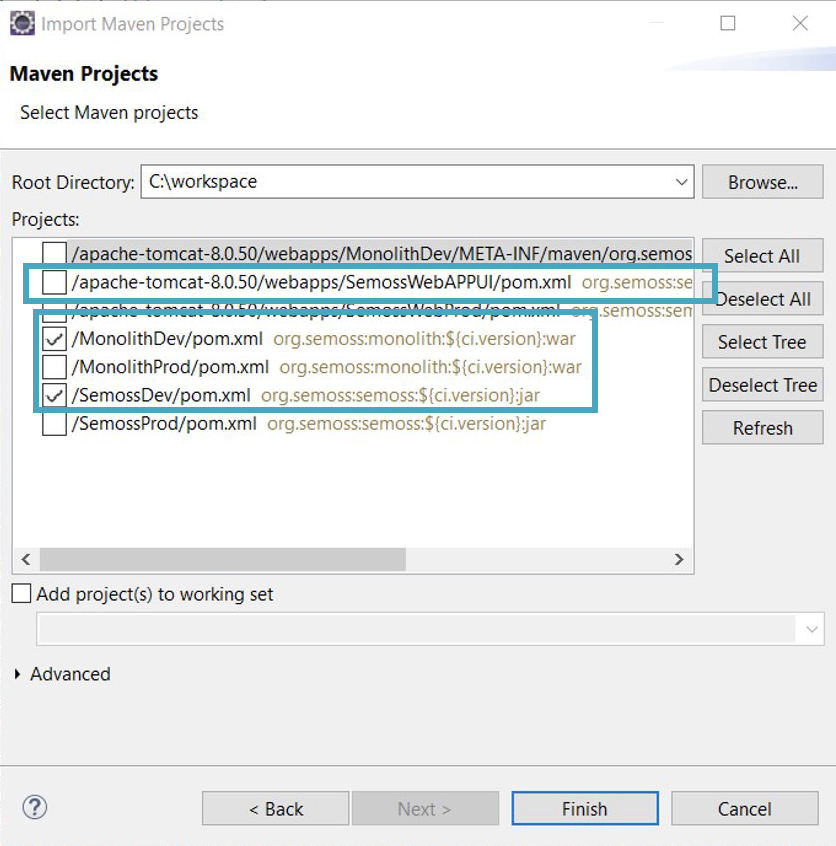 Import Maven Projects
Maven Projects
Select Maven projects
Root Directory: C:\workspace Browse...
Projects:
/apache-tomcat-8.0.50/webapps/MonolithDev/META-INF/maven/org.semos Select All
/apache-tomcat-8.0.50/webapps/SemossWebAPPUI/pom.xml org.semoss:se
Deselect All
/apache-tomcat-8.0.50/webapps/SemossWebProd/pom.xml org.semoss:sem
/MonolithDev/pom.xml org.semoss:monolith:${ci.version}:war Select Tree
/MonolithProd/pom.xml org.semoss:monolith:${ci.version}:war
/SemossDev/pom.xml org.semoss:semoss:${ci.version}:jar Deselect Tree
/SemossProd/pom.xml org.semoss:semoss:${ci.version}:jar Refresh
Add project(s) to working set
Advanced
? < Back Next > Finish Cancel